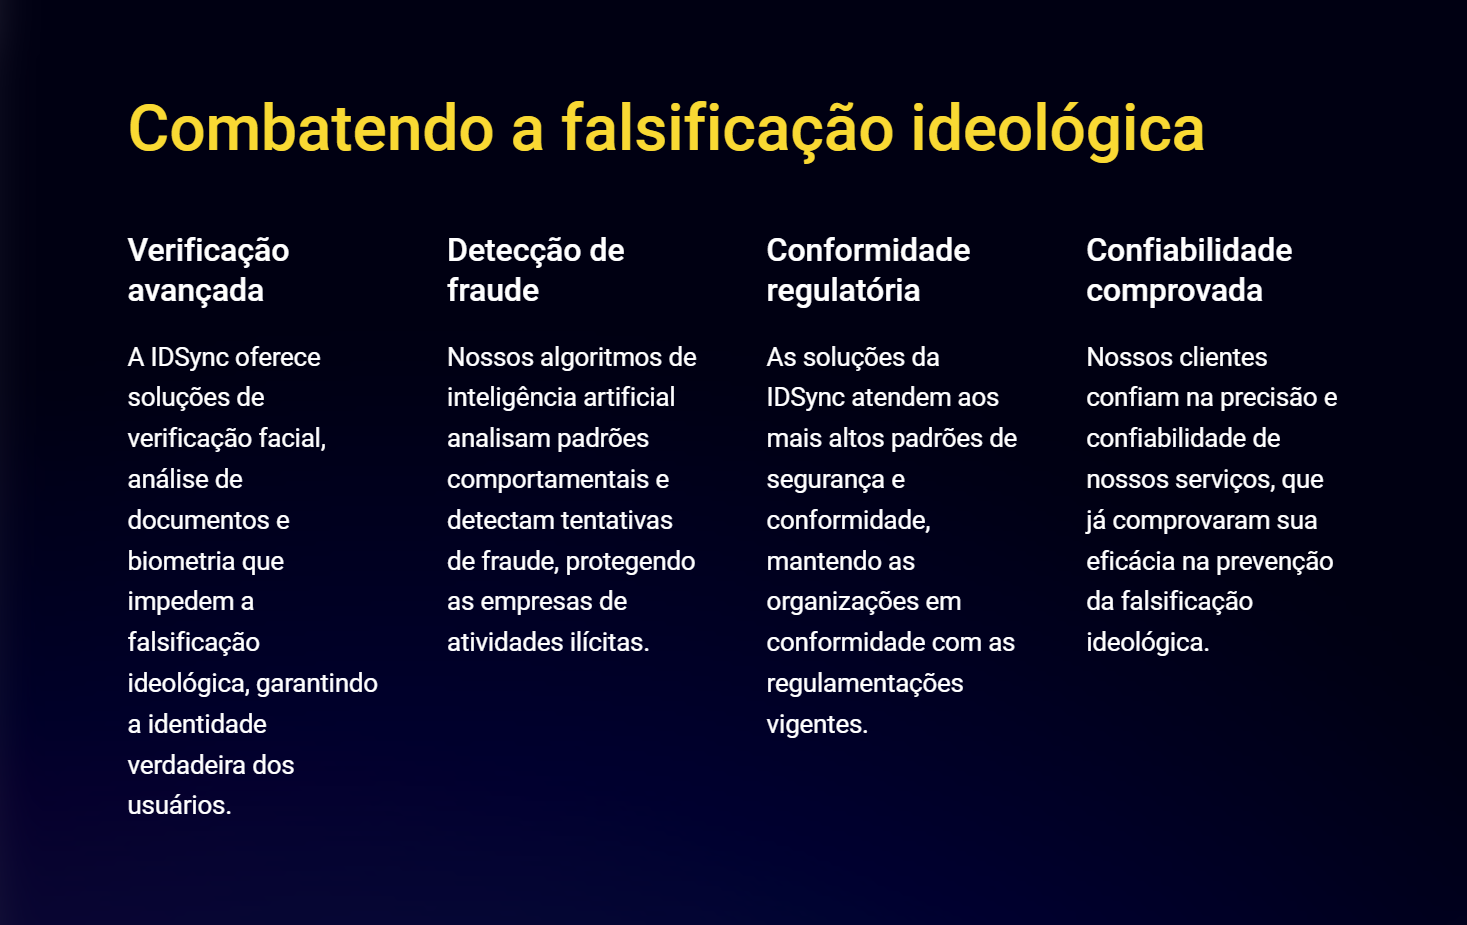 Combatendo a falsificação ideológica
Verificação
avançada
A IDSync oferece
soluções de
verificação facial,
análise de
documentos e
biometria que
impedem a
falsificação
ideológica, garantindo
a identidade
verdadeira dos
usuários.
Detecção de
fraude
Nossos algoritmos de
inteligência artificial
analisam padrões
comportamentais e
detectam tentativas
de fraude, protegendo
as empresas de
atividades ilícitas.
Conformidade
regulatória
As soluções da
IDSync atendem aos
mais altos padrões de
segurança e
conformidade,
mantendo as
organizações em
conformidade com as
regulamentações
vigentes.
Confiabilidade
comprovada
Nossos clientes
confiam na precisão e
confiabilidade de
nossos serviços, que
já comprovaram sua
eficácia na prevenção
da falsificação
ideológica.